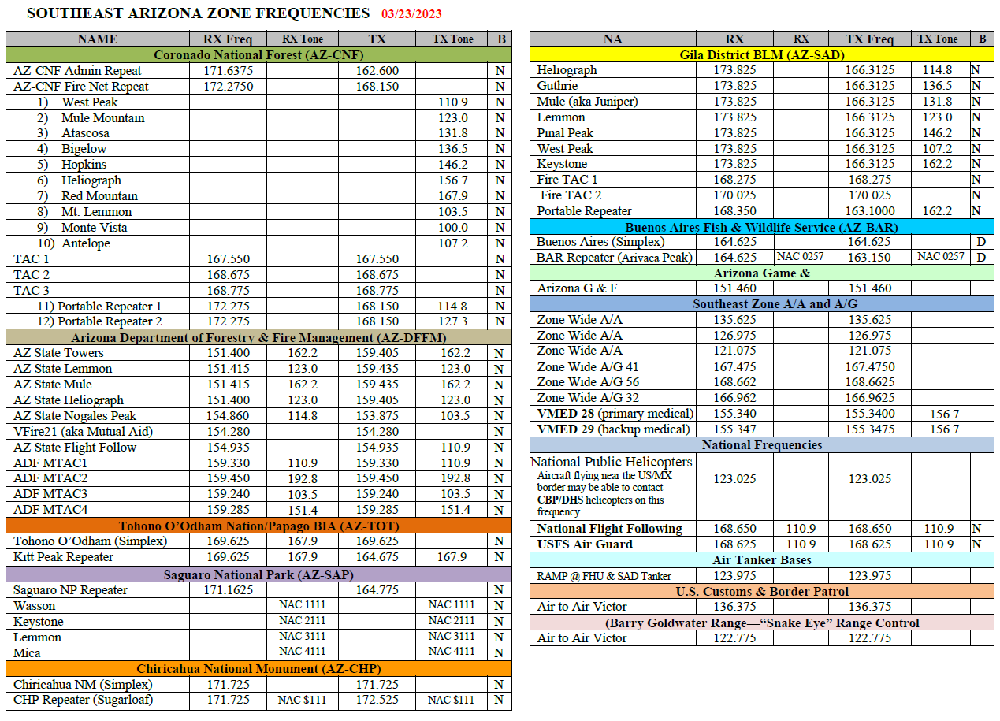 SOUTHEAST ARIZONA ZONE FREQUENCIES 03/23/2023
NAME RX Freq RX Tone TX TX Tone B
Coronado National Forest (AZ-CNF)
AZ-CNF Admin Repeat 171.6375 162.600 N
AZ-CNF Fire Net Repeat 172.2750 168.150 N
1) West Peak 110.9 N
2) Mule Mountain 123.0 N
3) Atascosa 131.8 N
4) Bigelow 136.5 N
5) Hopkins 146.2 N
6) Heliograph 156.7 N
7) Red Mountain 167.9 N
8) Mt. Lemmon 103.5 N
9) Monte Vista 100.0 N
10) Antelope 107.2 N
TAC 1 167.550 167.550 N
TAC 2 168.675 168.675 N
TAC 3 168.775 168.775 N
11) Portable Repeater 1 172.275 168.150 114.8 N
12) Portable Repeater 2 172.275 168.150 127.3 N
Arizona Department of Forestry & Fire Management (AZ-DFFM)
AZ State Towers 151.400 162.2 159.405 162.2 N
AZ State Lemmon 151.415 123.0 159.435 123.0 N
AZ State Mule 151.415 162.2 159.435 162.2 N
AZ State Heliograph 151.400 123.0 159.405 123.0 N
AZ State Nogales Peak 154.860 114.8 153.875 103.5 N
VFire21 (aka Mutual Aid) 154.280 154.280 N
AZ State Flight Follow 154.935 154.935 110.9 N
ADF MTAC1 159.330 110.9 159.330 110.9 N
ADF MTAC2 159.450 192.8 159.450 192.8 N
ADF MTAC3 159.240 103.5 159.240 103.5 N
ADF MTAC4 159.285 151.4 159.285 151.4 N
Tohono O’Odham Nation/Papago BIA (AZ-TOT)
Tohono O’Odham (Simplex) 169.625 167.9 169.625 N
Kitt Peak Repeater 169.625 167.9 164.675 167.9 N
Saguaro National Park (AZ-SAP)
Saguaro NP Repeater 171.1625 164.775 N
Wasson NAC 1111 NAC 1111 N
Keystone NAC 2111 NAC 2111 N
Lemmon NAC 3111 NAC 3111 N
Mica NAC 4111 NAC 4111 N
Chiricahua National Monument (AZ-CHP)
Chiricahua NM (Simplex) 171.725 171.725 N
CHP Repeater (Sugarloaf) 171.725 NAC $111 172.525 NAC $111 N
NA RX RX TX Freq TX Tone B
Gila District BLM (AZ-SAD)
Heliograph 173.825 166.3125 114.8 N
Guthrie 173.825 166.3125 136.5 N
Mule (aka Juniper) 173.825 166.3125 131.8 N
Lemmon 173.825 166.3125 123.0 N
Pinal Peak 173.825 166.3125 146.2 N
West Peak 173.825 166.3125 107.2 N
Keystone 173.825 166.3125 162.2 N
Fire TAC 1 168.275 168.275 N
Fire TAC 2 170.025 170.025 N
Portable Repeater 168.350 163.1000 162.2 N
Buenos Aires Fish & Wildlife Service (AZ-BAR)
Buenos Aires (Simplex) 164.625 164.625 D
BAR Repeater (Arivaca Peak) 164.625 NAC 0257 163.150 NAC 0257 D
Arizona Game &
Arizona G & F 151.460 151.460
Southeast Zone A/A and A/G
Zone Wide A/A 135.625 135.625
Zone Wide A/A 126.975 126.975
Zone Wide A/A 121.075 121.075
Zone Wide A/G 41 167.475 167.4750
Zone Wide A/G 56 168.662 168.6625
Zone Wide A/G 32 166.962 166.9625
VMED 28 (primary medical) 155.340 155.3400 156.7
VMED 29 (backup medical) 155.347 155.3475 156.7
National Frequencies
National Public Helicopters
Aircraft flying near the US/MX 123.025 123.025
border may be able to contact
CBP/DHS helicopters on this
frequency.
National Flight Following 168.650 110.9 168.650 110.9 N
USFS Air Guard 168.625 110.9 168.625 110.9 N
Air Tanker Bases
RAMP @ FHU & SAD Tanker 123.975 123.975
U.S. Customs & Border Patrol
Air to Air Victor 136.375 136.375
(Barry Goldwater Range—“Snake Eye” Range Control
Air to Air Victor 122.775 122.775